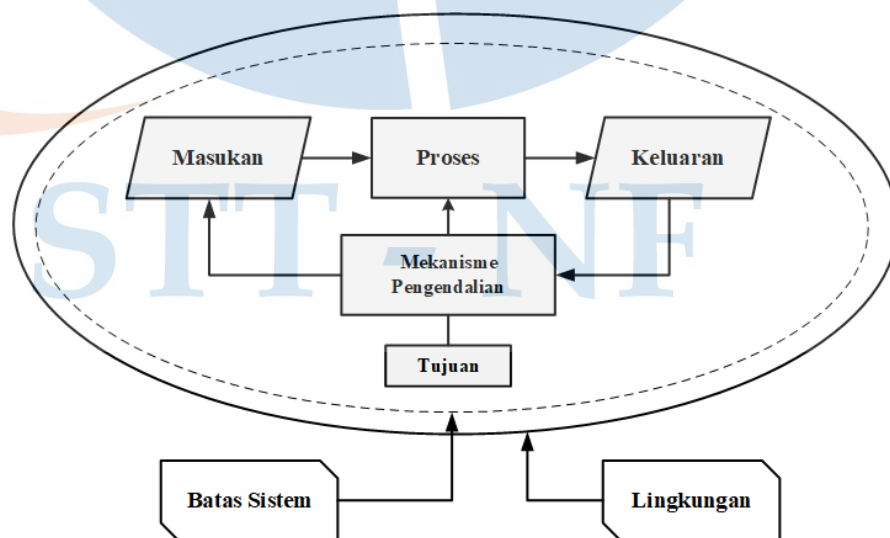 Masukan
Proses
Keluaran
STT - NF
Mekanisme
Pengendalian
Tujuan
Batas Sistem
Lingkungan